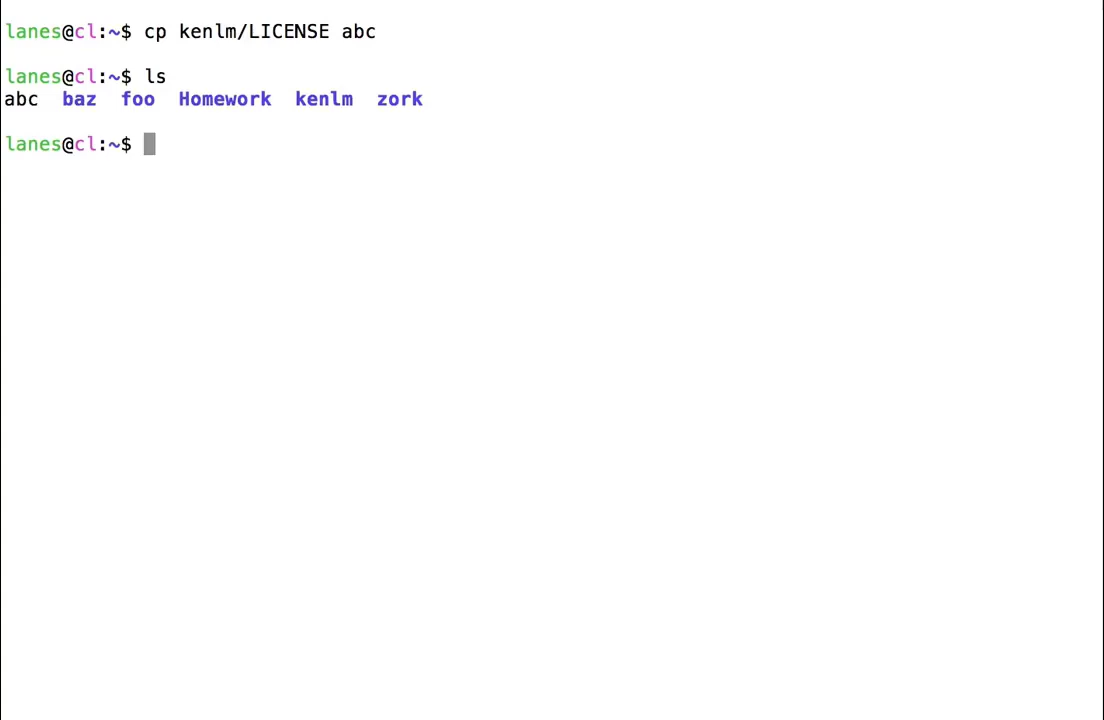 lanes@cl:~$ cp kenlm/LICENSE abc
lanes@cl:~$ ls
abc  baz  foo  Homework  kenlm  zork
lanes@cl:~$